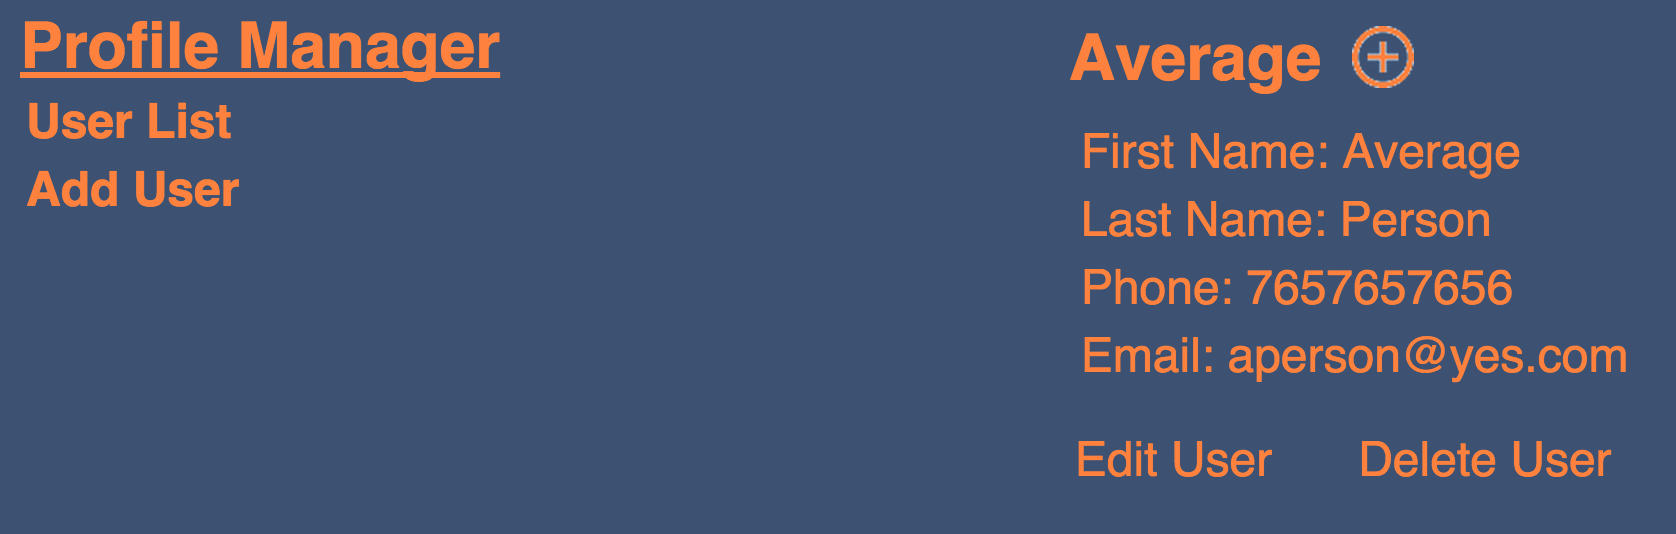 Profile Manager
User List
Add User
Average
First Name: Average
Last Name: Person
Phone: 7657657656
Email: aperson@yes.com
Edit User Delete User